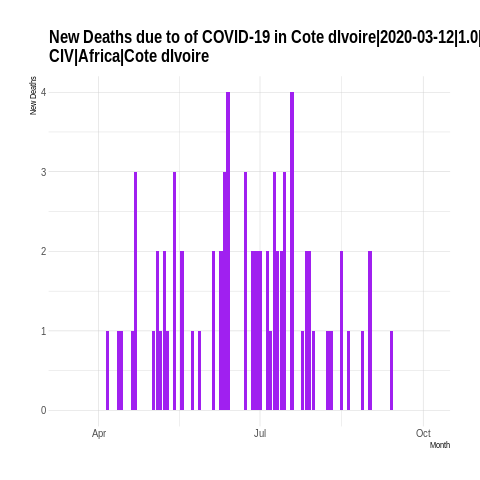 New Deaths due to of COVID-19 in Cote dIvoire|2020-03-12|1.0|
CIV|Africa|Cote dIvoire
New Deaths
4
3
2
1
0
Apr
Jul
Oct
Month